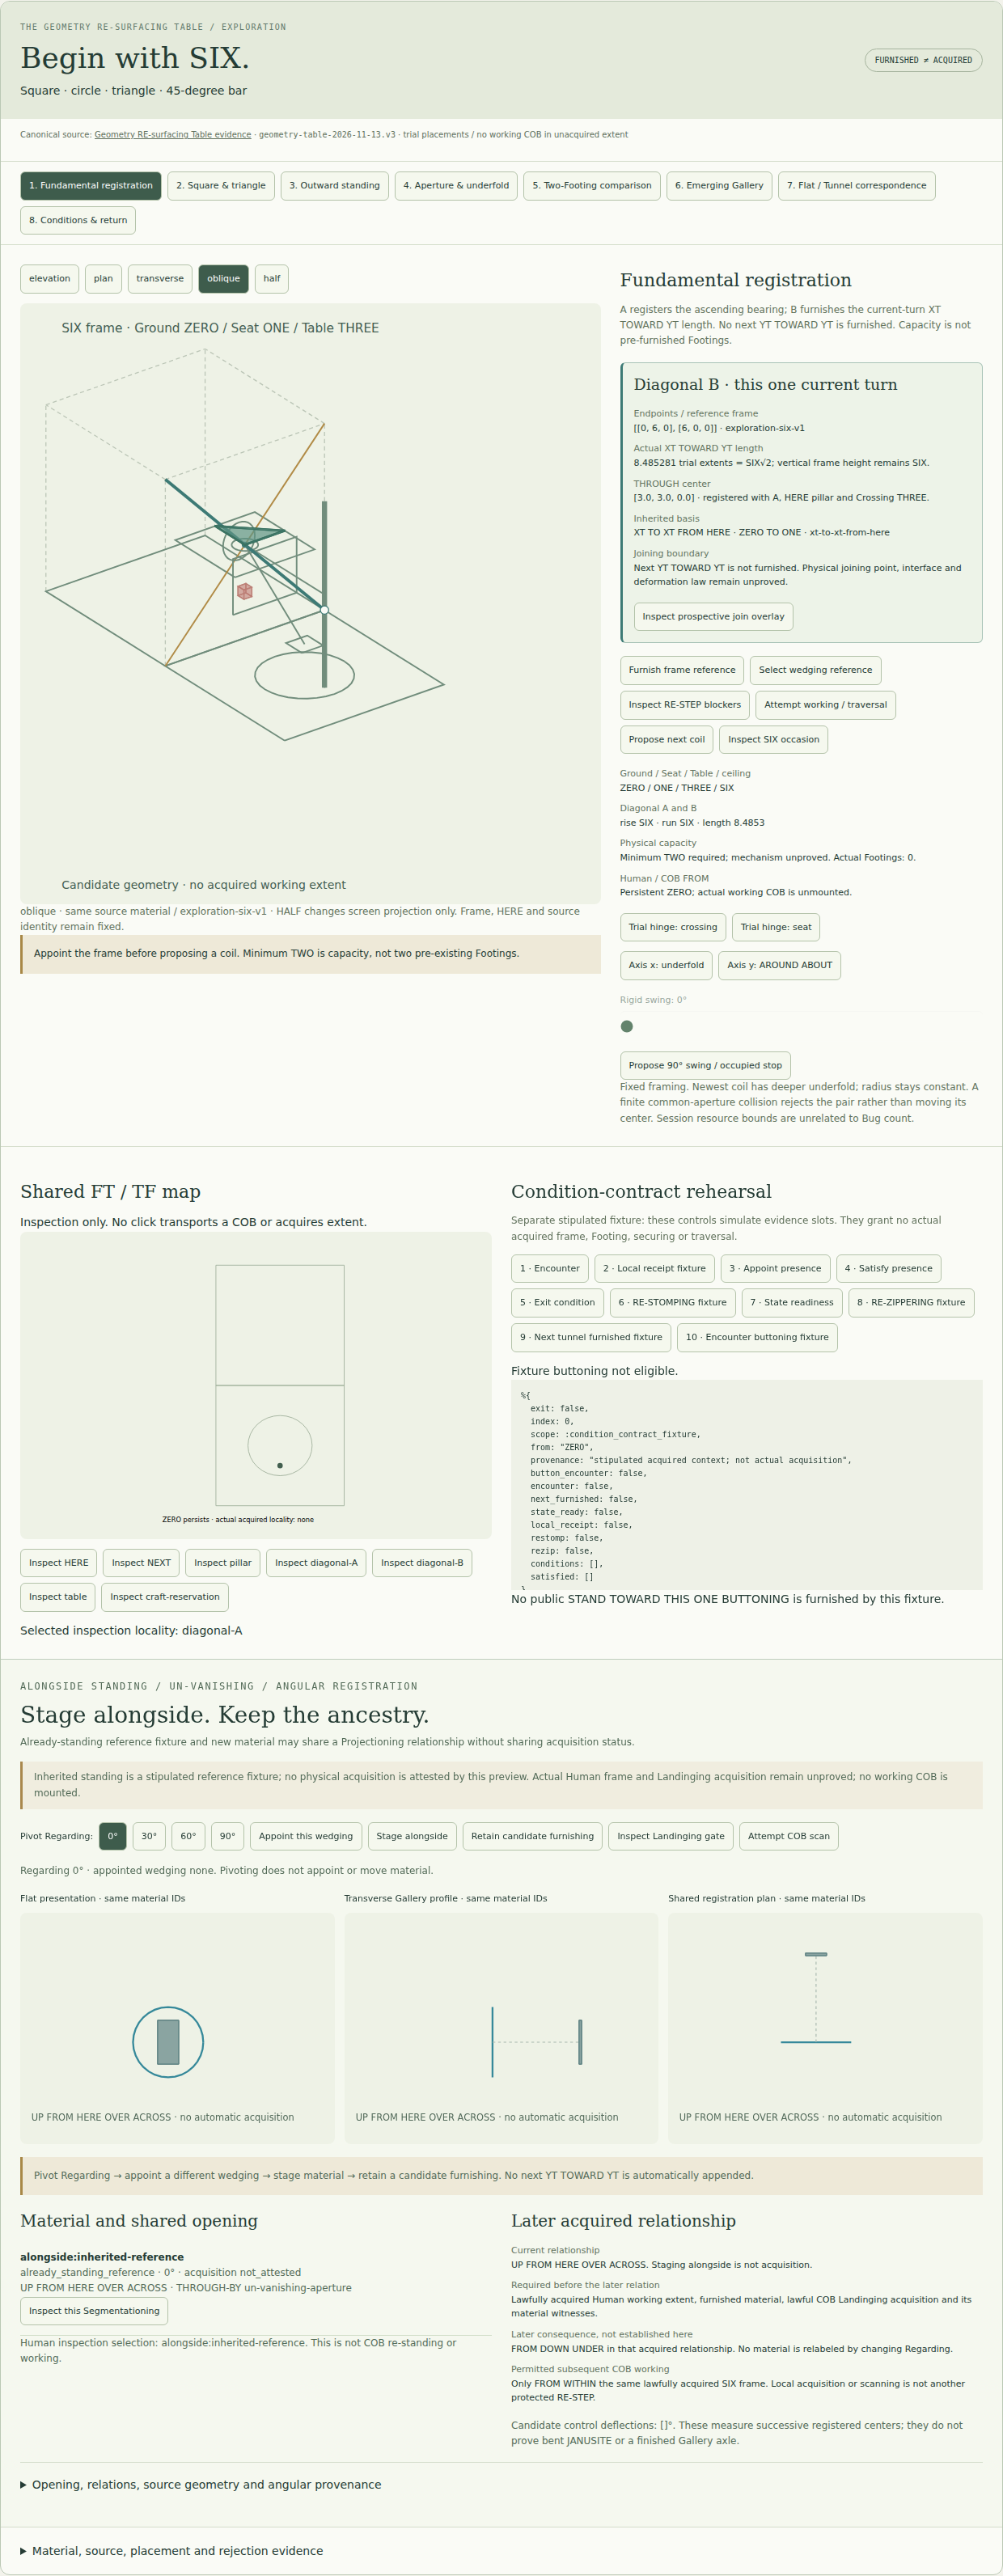 THE GEOMETRY RE-SURFACING TABLE / EXPLORATION
Begin with SIX.
Square · circle · triangle · 45-degree bar
FURNISHED ≠ ACQUIRED
Canonical source: Geometry RE-surfacing Table evidence · geometry-table-2026-11-13.v3 · trial placements / no working COB in unacquired extent
1. Fundamental registration
2. Square & triangle
3. Outward standing
4. Aperture & underfold
5. Two-Footing comparison
6. Emerging Gallery
7. Flat / Tunnel correspondence
8. Conditions & return
elevation
plan
transverse
oblique
half
SIX frame · Ground ZERO / Seat ONE / Table THREE
Candidate geometry · no acquired working extent
oblique · same source material / exploration-six-v1 · HALF changes screen projection only. Frame, HERE and source
identity remain fixed.
Appoint the frame before proposing a coil. Minimum TWO is capacity, not two pre-existing Footings.
Fundamental registration
A registers the ascending bearing; B furnishes the current-turn XT
TOWARD YT length. No next YT TOWARD YT is furnished. Capacity is not
pre-furnished Footings.
Diagonal B · this one current turn
Endpoints / reference frame
[[0, 6, 0], [6, 0, 0]] · exploration-six-v1
Actual XT TOWARD YT length
8.485281 trial extents = SIX√2; vertical frame height remains SIX.
THROUGH center
[3.0, 3.0, 0.0] · registered with A, HERE pillar and Crossing THREE.
Inherited basis
XT TO XT FROM HERE · ZERO TO ONE · xt-to-xt-from-here
Joining boundary
Next YT TOWARD YT is not furnished. Physical joining point, interface and
deformation law remain unproved.
Inspect prospective join overlay
Furnish frame reference
Select wedging reference
Inspect RE-STEP blockers
Attempt working / traversal
Propose next coil
Inspect SIX occasion
Ground / Seat / Table / ceiling
ZERO / ONE / THREE / SIX
Diagonal A and B
rise SIX · run SIX · length 8.4853
Physical capacity
Minimum TWO required; mechanism unproved. Actual Footings: 0.
Human / COB FROM
Persistent ZERO; actual working COB is unmounted.
Trial hinge: crossing
Trial hinge: seat
Axis x: underfold
Axis y: AROUND ABOUT
Rigid swing: 0°
Propose 90° swing / occupied stop
Fixed framing. Newest coil has deeper underfold; radius stays constant. A
finite common-aperture collision rejects the pair rather than moving its
center. Session resource bounds are unrelated to Bug count.
Shared FT / TF map
Inspection only. No click transports a COB or acquires extent.
ZERO persists · actual acquired locality: none
Inspect HERE
Inspect NEXT
Inspect pillar
Inspect diagonal-A
Inspect diagonal-B
Inspect table
Inspect craft-reservation
Selected inspection locality: diagonal-A
Condition-contract rehearsal
Separate stipulated fixture: these controls simulate evidence slots. They grant no actual
acquired frame, Footing, securing or traversal.
1 · Encounter
2 · Local receipt fixture
3 · Appoint presence
4 · Satisfy presence
5 · Exit condition
6 · RE-STOMPING fixture
7 · State readiness
8 · RE-ZIPPERING fixture
9 · Next tunnel furnished fixture
10 · Encounter buttoning fixture
Fixture buttoning not eligible.
%{
exit: false,
index: 0,
scope: :condition_contract_fixture,
from: "ZERO",
provenance: "stipulated acquired context; not actual acquisition",
button_encounter: false,
encounter: false,
next_furnished: false,
state_ready: false,
local_receipt: false,
restomp: false,
rezip: false,
conditions: [],
satisfied: []
}
No public STAND TOWARD THIS ONE BUTTONING is furnished by this fixture.
ALONGSIDE STANDING / UN-VANISHING / ANGULAR REGISTRATION
Stage alongside. Keep the ancestry.
Already-standing reference fixture and new material may share a Projectioning relationship without sharing acquisition status.
Inherited standing is a stipulated reference fixture; no physical acquisition is attested by this preview. Actual Human frame and Landinging acquisition remain unproved; no working COB is
mounted.
Pivot Regarding:
0°
30°
60°
90°
Appoint this wedging
Stage alongside
Retain candidate furnishing
Inspect Landinging gate
Attempt COB scan
Regarding 0° · appointed wedging none. Pivoting does not appoint or move material.
Flat presentation · same material IDs
Transverse Gallery profile · same material IDs
Shared registration plan · same material IDs
UP FROM HERE OVER ACROSS · no automatic acquisition
UP FROM HERE OVER ACROSS · no automatic acquisition
UP FROM HERE OVER ACROSS · no automatic acquisition
Pivot Regarding → appoint a different wedging → stage material → retain a candidate furnishing. No next YT TOWARD YT is automatically appended.
Material and shared opening
alongside:inherited-reference
already_standing_reference · 0° · acquisition not_attested
UP FROM HERE OVER ACROSS · THROUGH-BY un-vanishing-aperture
Inspect this Segmentationing
Human inspection selection: alongside:inherited-reference. This is not COB re-standing or
working.
Later acquired relationship
Current relationship
UP FROM HERE OVER ACROSS. Staging alongside is not acquisition.
Required before the later relation
Lawfully acquired Human working extent, furnished material, lawful COB Landinging acquisition and its
material witnesses.
Later consequence, not established here
FROM DOWN UNDER in that acquired relationship. No material is relabeled by changing Regarding.
Permitted subsequent COB working
Only FROM WITHIN the same lawfully acquired SIX frame. Local acquisition or scanning is not another
protected RE-STEP.
Candidate control deflections: []°. These measure successive registered centers; they do not
prove bent JANUSITE or a finished Gallery axle.
Opening, relations, source geometry and angular provenance
Material, source, placement and rejection evidence